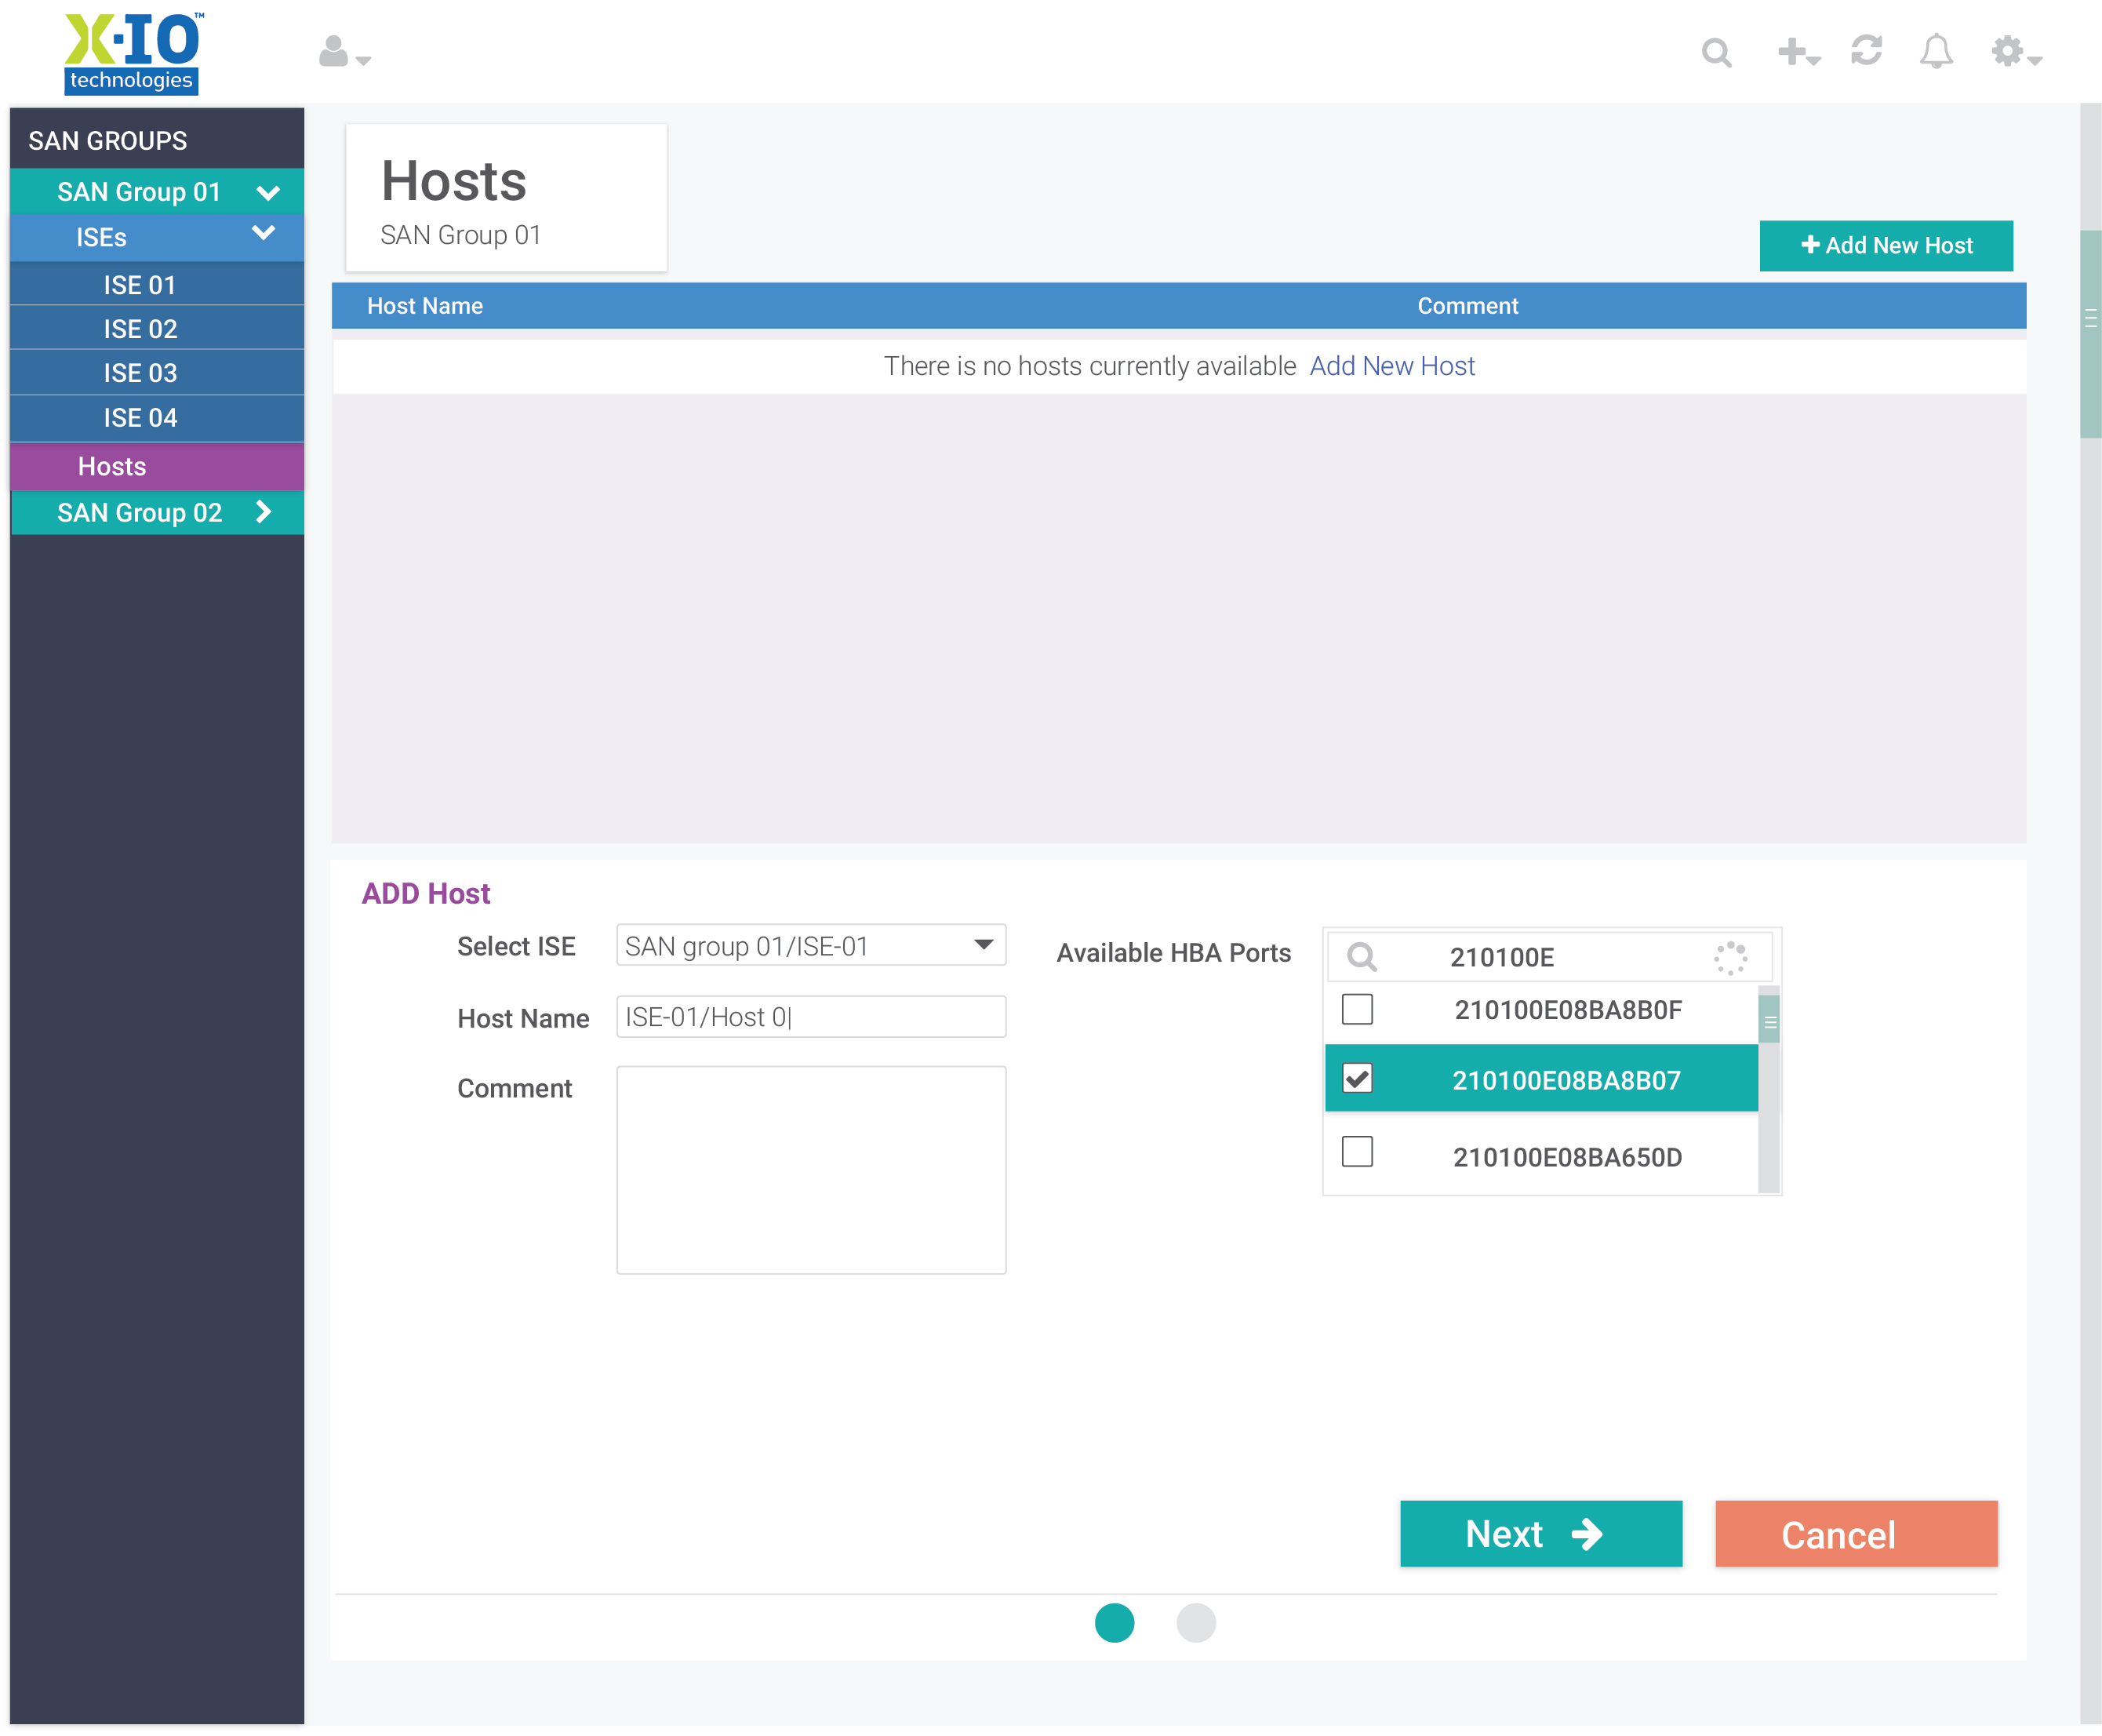 X-IO™
technologies
SAN GROUPS
SAN Group 01
ISEs
ISE 01
ISE 02
ISE 03
ISE 04
Hosts
SAN Group 02
Hosts
SAN Group 01
Add New Host
Host Name Comment
There is no hosts currently available Add New Host
ADD Host
Select ISE SAN group 01/ISE-01
Host Name ISE-01/Host 0
Comment
Available HBA Ports
210100E
210100E08BA8B0F
210100E08BA8B07
210100E08BA650D
Next
Cancel